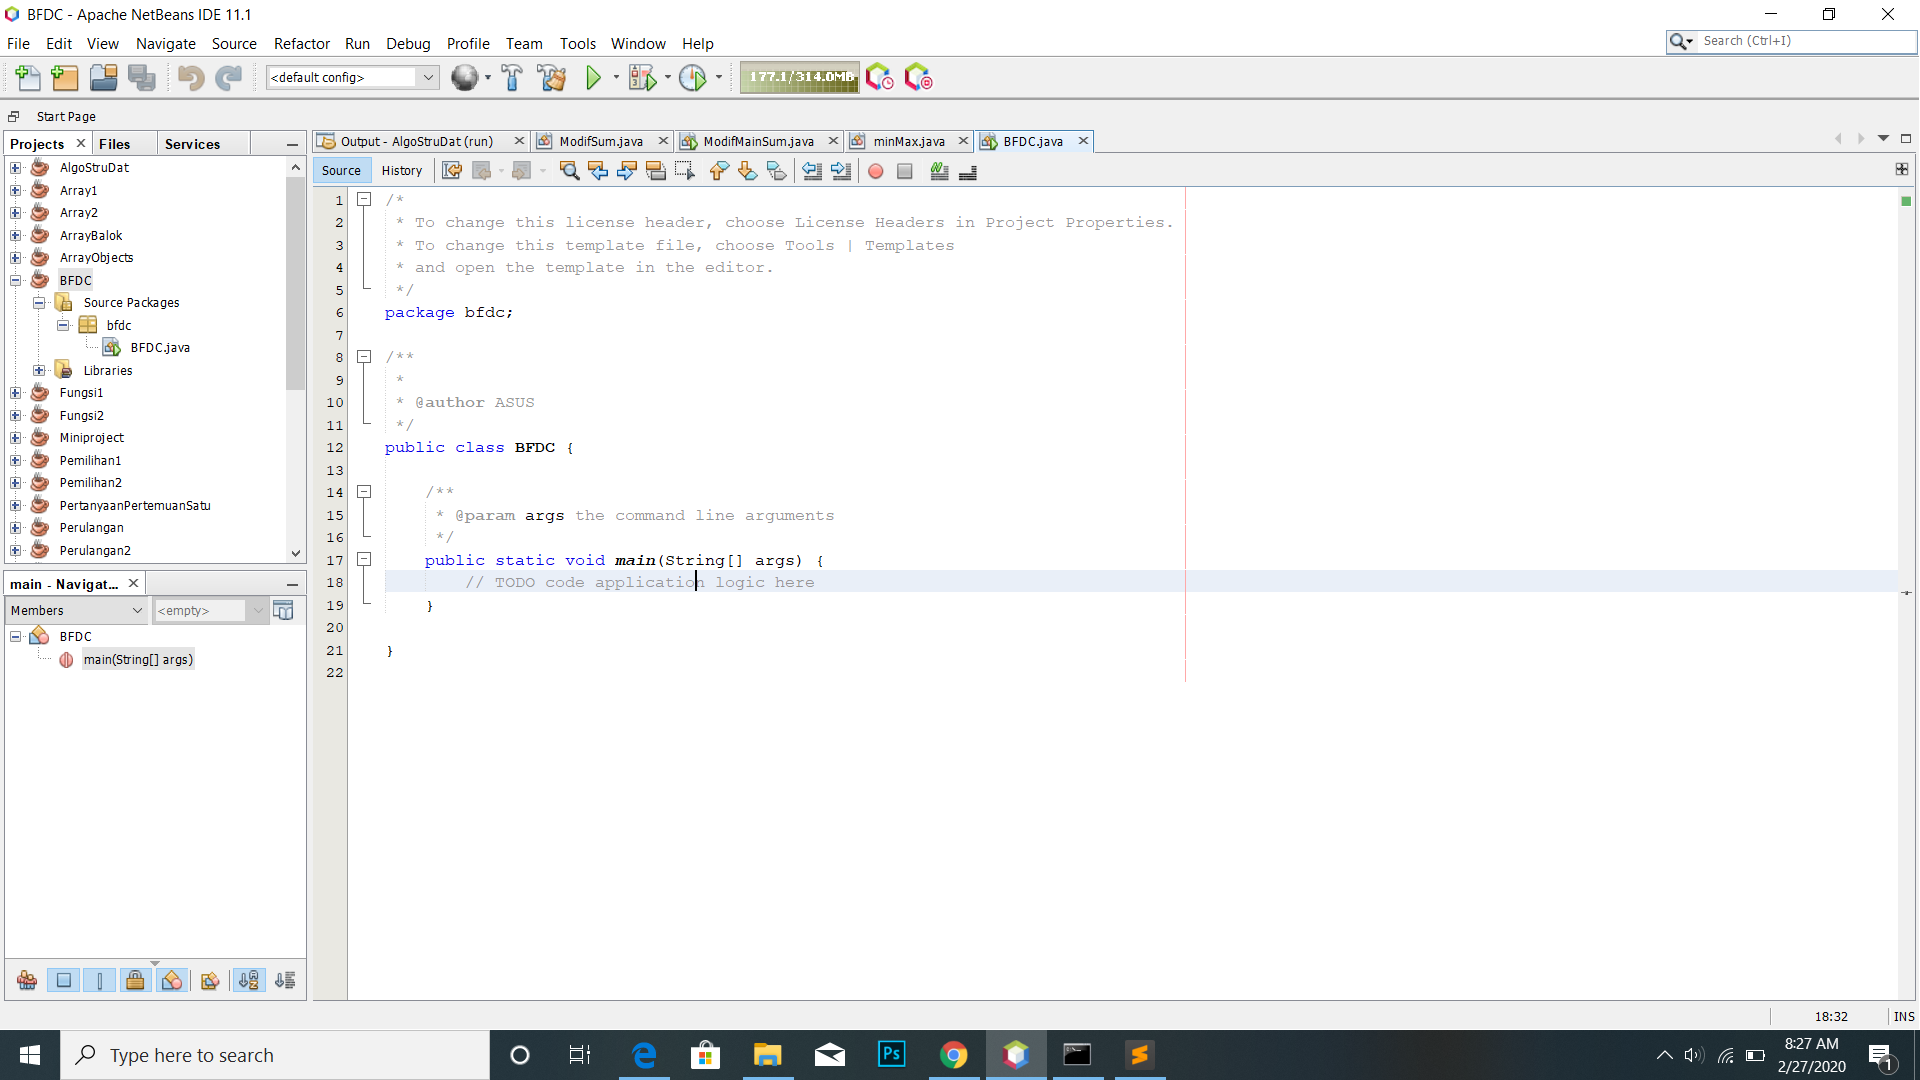 BFDC - Apache NetBeans IDE 11.1
File Edit View Navigate Source Refactor Run Debug Profile Team Tools Window Help
Search (Ctrl+I)
<default config>
177.1/314.0MB
Start Page
Projects Files Services
Output - AlgoStruDat (run) ModifSum.java ModifMainSum.java minMax.java BFDC.java
Source History
AlgoStruDat
Array1
Array2
ArrayBalok
ArrayObjects
BFDC
Source Packages
bfdc
BFDC.java
Libraries
Fungsi1
Fungsi2
Miniproject
Pemilihan1
Pemilihan2
PertanyaanPertemuanSatu
Perulangan
Perulangan2
main - Navigat...
Members <empty>
BFDC
main(String[] args)
1 /*
2 * To change this license header, choose License Headers in Project Properties.
3 * To change this template file, choose Tools | Templates
4 * and open the template in the editor.
5 */
6 package bfdc;
7
8 /**
9 *
10 * @author ASUS
11 */
12 public class BFDC {
13
14 /**
15 * @param args the command line arguments
16 */
17 public static void main(String[] args) {
18 // TODO code application logic here
19 }
20
21 }
22
18:32 INS
Type here to search
Ps
8:27 AM
2/27/2020
1